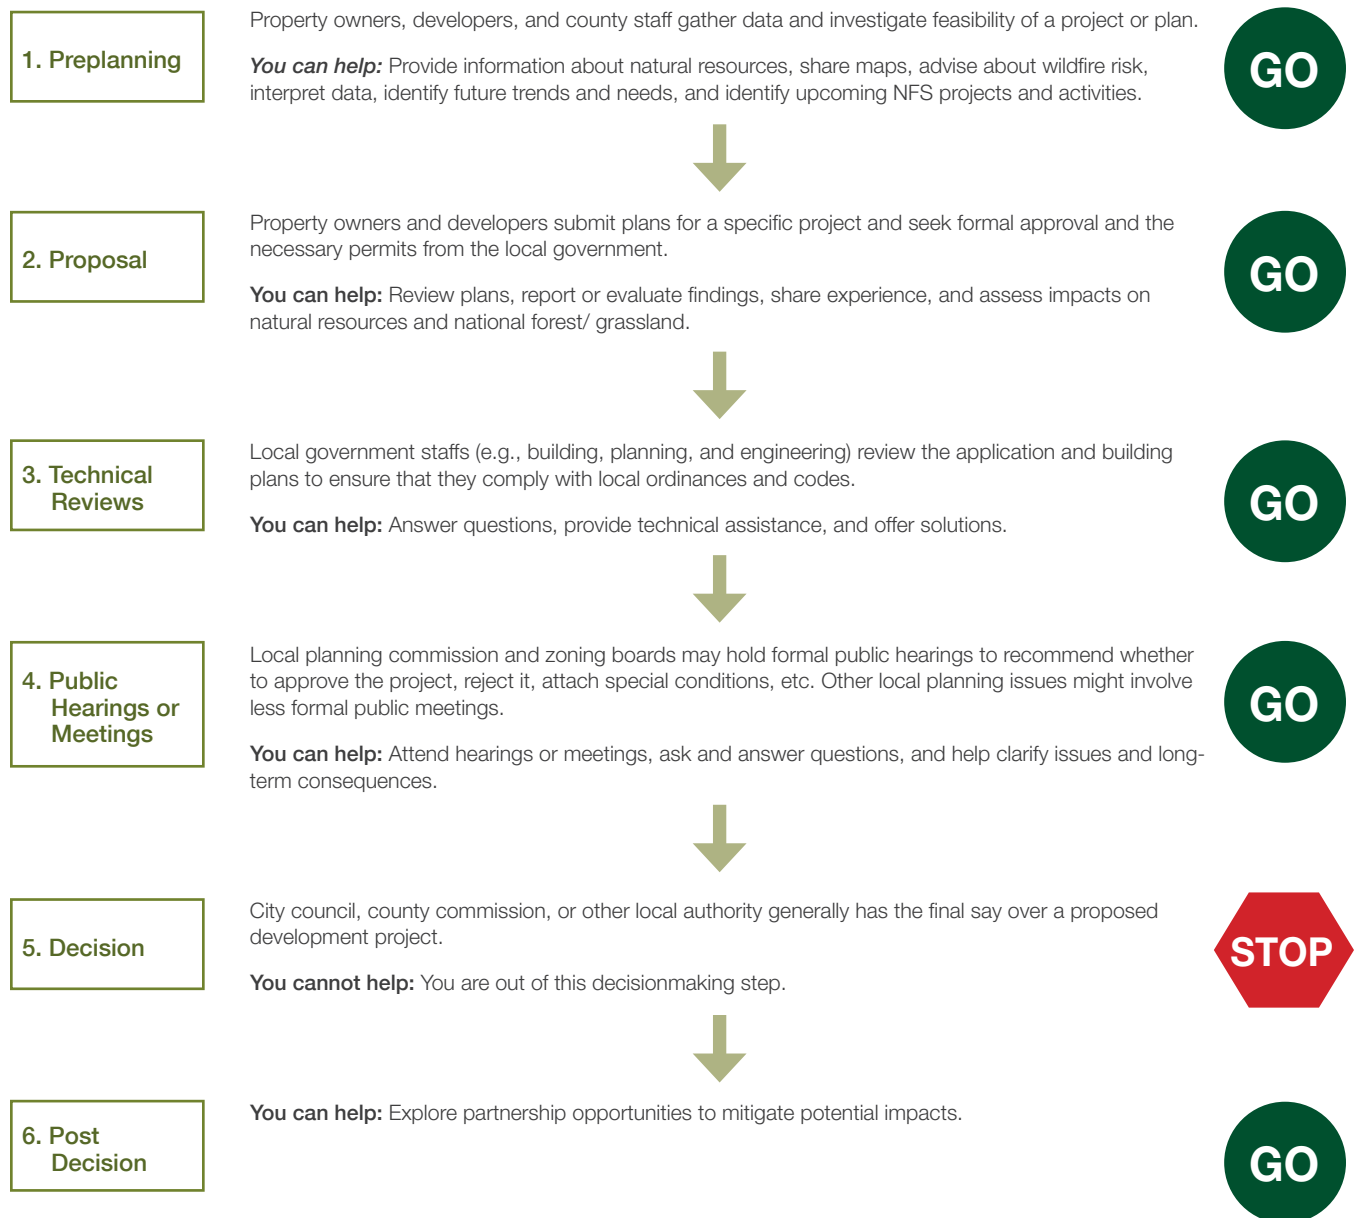 1. Preplanning
Property owners, developers, and county staff gather data and investigate feasibility of a project or plan.
You can help: Provide information about natural resources, share maps, advise about wildfire risk,
interpret data, identify future trends and needs, and identify upcoming NFS projects and activities.
GO
2. Proposal
Property owners and developers submit plans for a specific project and seek formal approval and the
necessary permits from the local government.
You can help: Review plans, report or evaluate findings, share experience, and assess impacts on
natural resources and national forest/ grassland.
GO
3. Technical
Reviews
Local government staffs (e.g., building, planning, and engineering) review the application and building
plans to ensure that they comply with local ordinances and codes.
You can help: Answer questions, provide technical assistance, and offer solutions.
GO
4. Public
Hearings or
Meetings
Local planning commission and zoning boards may hold formal public hearings to recommend whether
to approve the project, reject it, attach special conditions, etc. Other local planning issues might involve
less formal public meetings.
You can help: Attend hearings or meetings, ask and answer questions, and help clarify issues and long-
term consequences.
GO
5. Decision
City council, county commission, or other local authority generally has the final say over a proposed
development project.
You cannot help: You are out of this decisionmaking step.
STOP
6. Post
Decision
You can help: Explore partnership opportunities to mitigate potential impacts.
GO